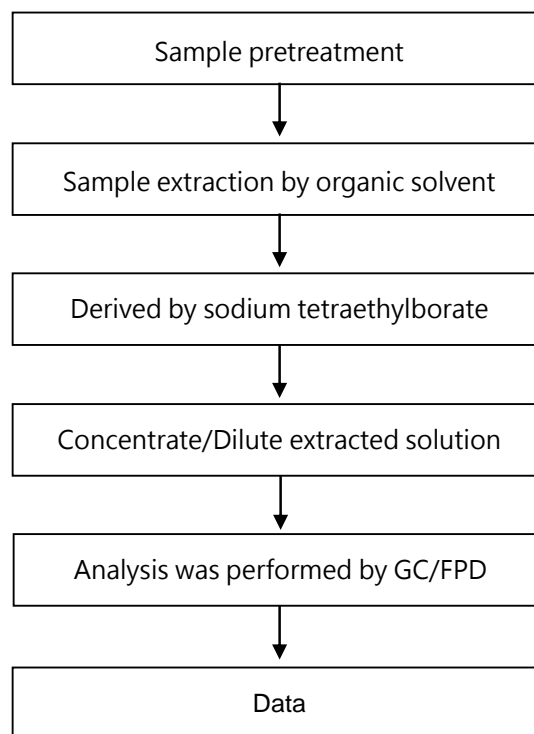 Sample pretreatment
Sample extraction by organic solvent
Derived by sodium tetraethylborate
Concentrate/Dilute extracted solution
Analysis was performed by GC/FPD
Data